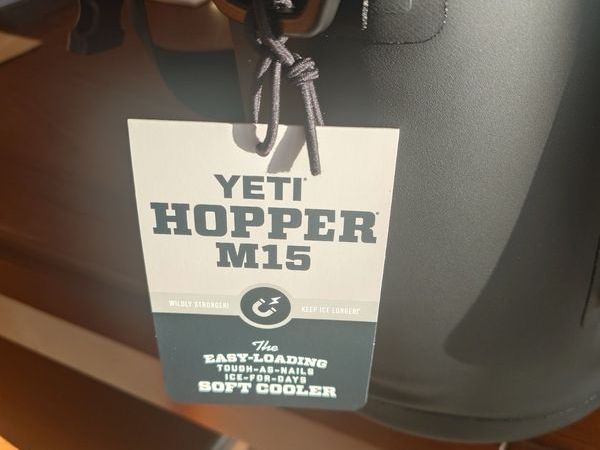 YETI
HOPPER
M15
WILDLY STRONGER! KEEP ICE LONGER!
The
EASY-LOADING
TOUGH-AS-NAILS
ICE-FOR-DAYS
SOFT COOLER